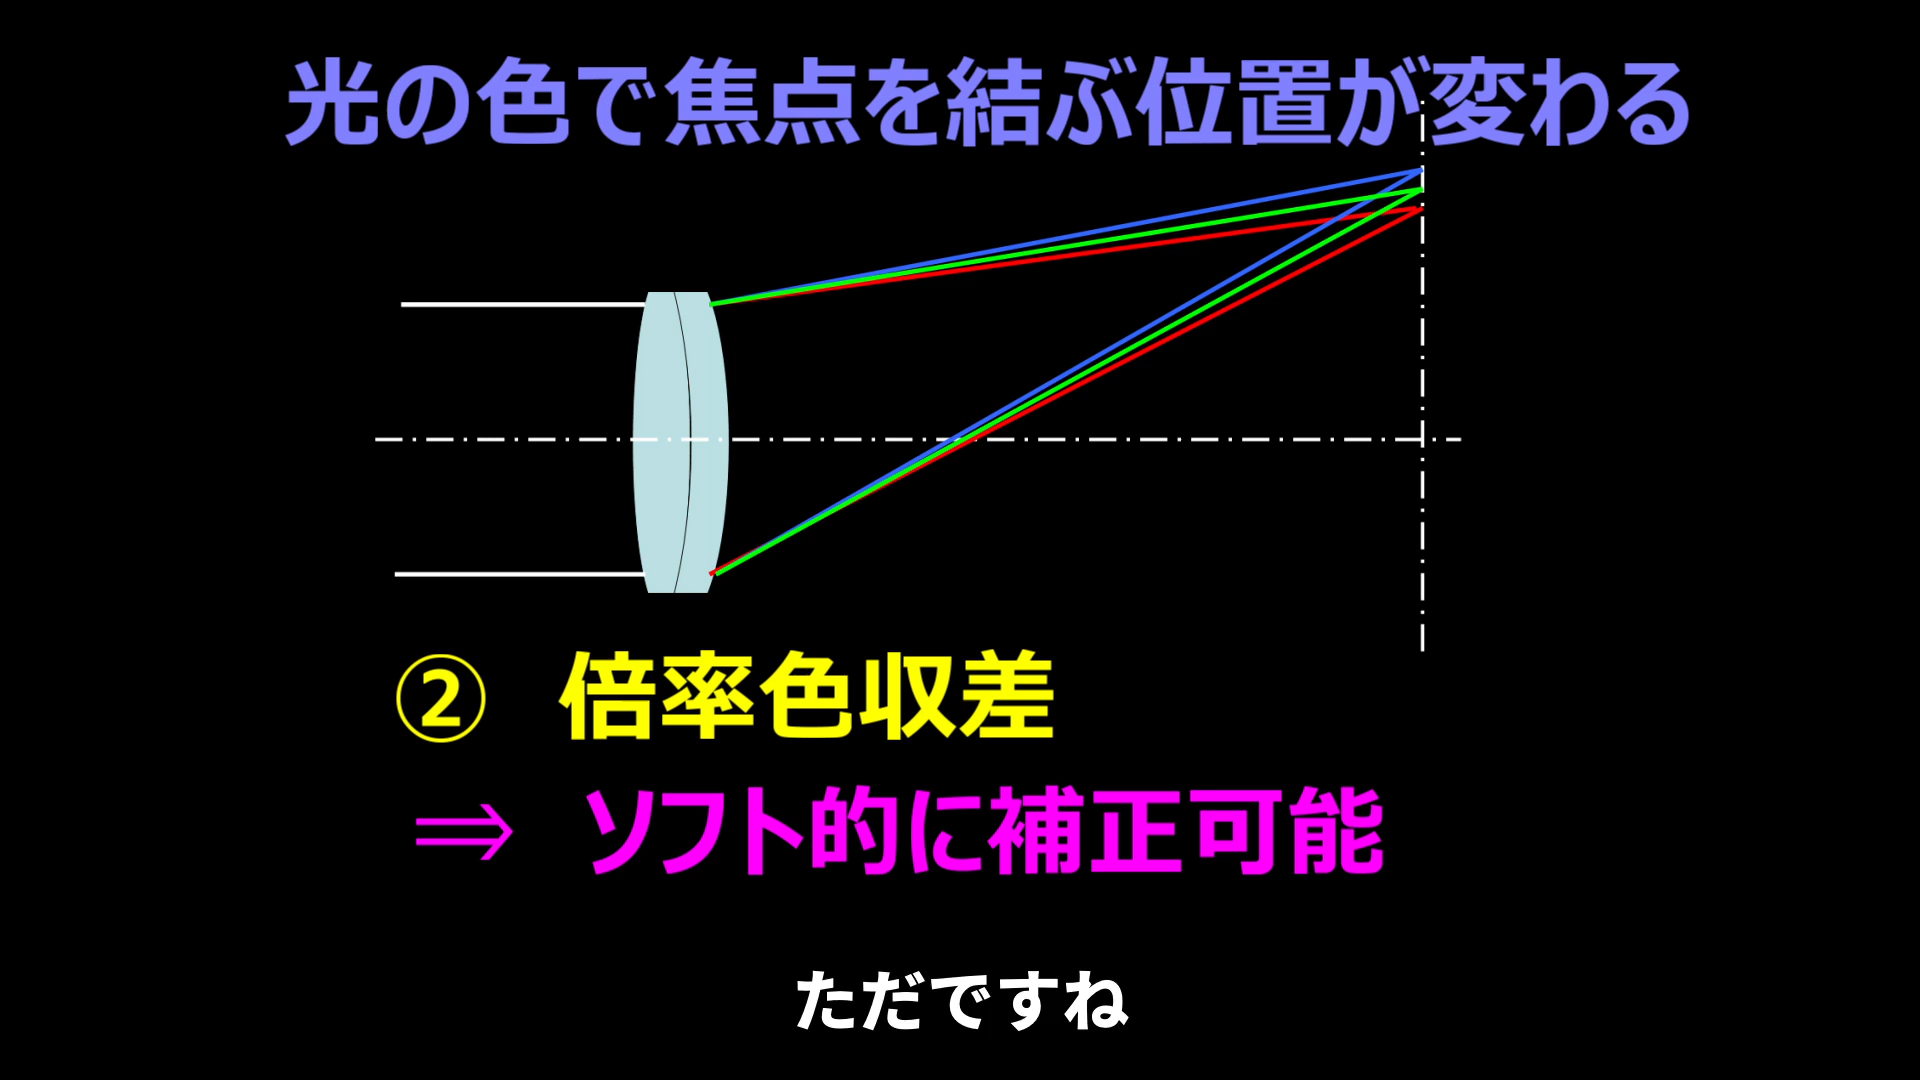 光の色で焦点を結ぶ位置が変わる
② 倍率色収差
⇒ ソフト的に補正可能
ただですね